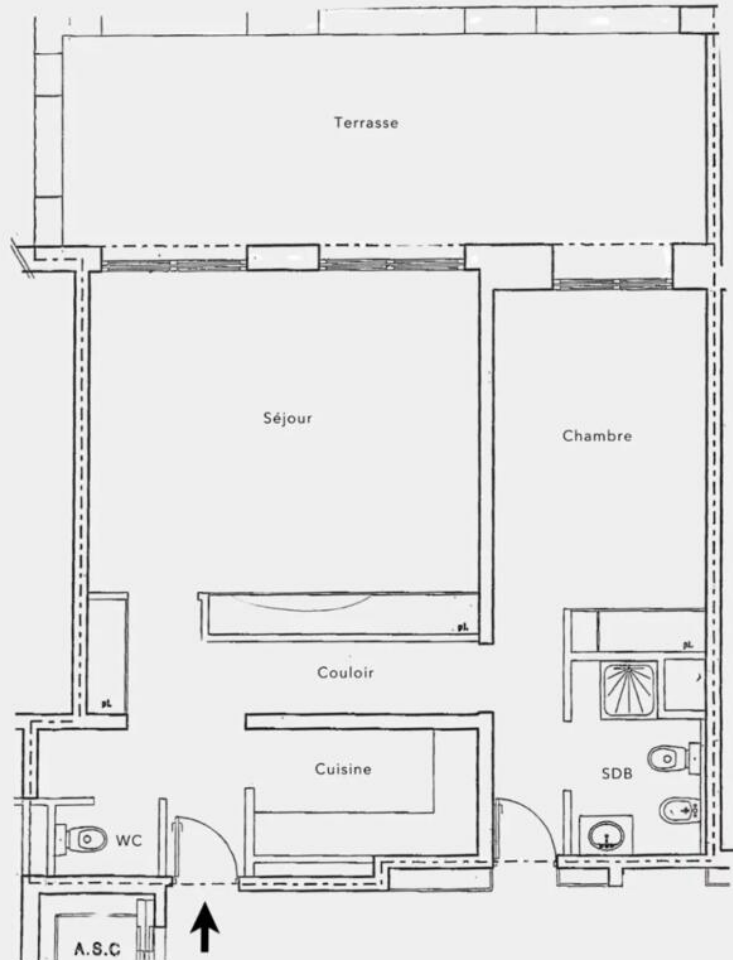 Terrasse
Séjour
Chambre
pL
pL
Couloir
pL
Cuisine
SDB
WC
A.S.C